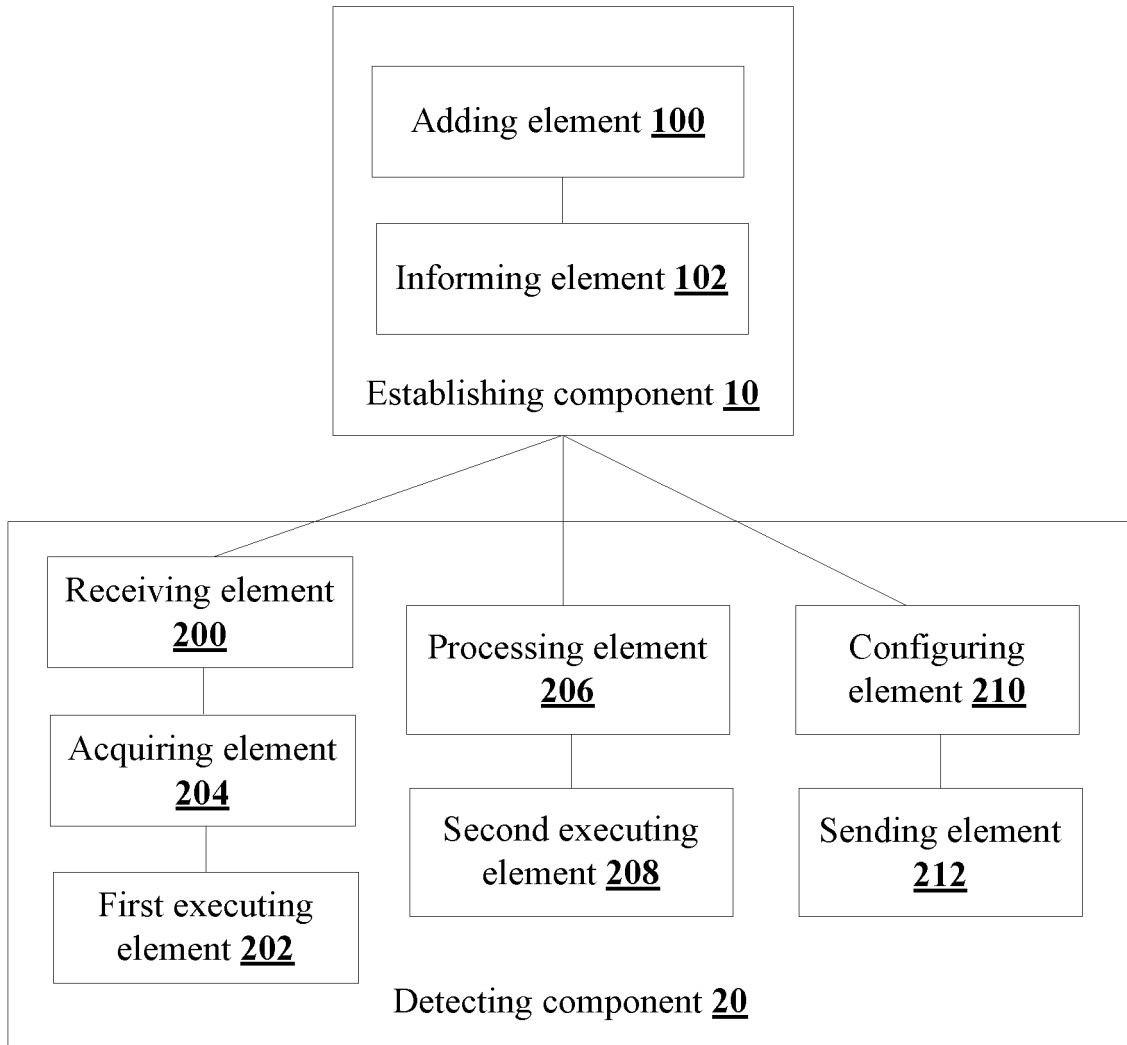 Adding element 100
Informing element 102
Establishing component 10
Receiving element
200
Acquiring element
204
First executing
element 202
Processing element
206
Second executing
element 208
Configuring
element 210
Sending element
212
Detecting component 20